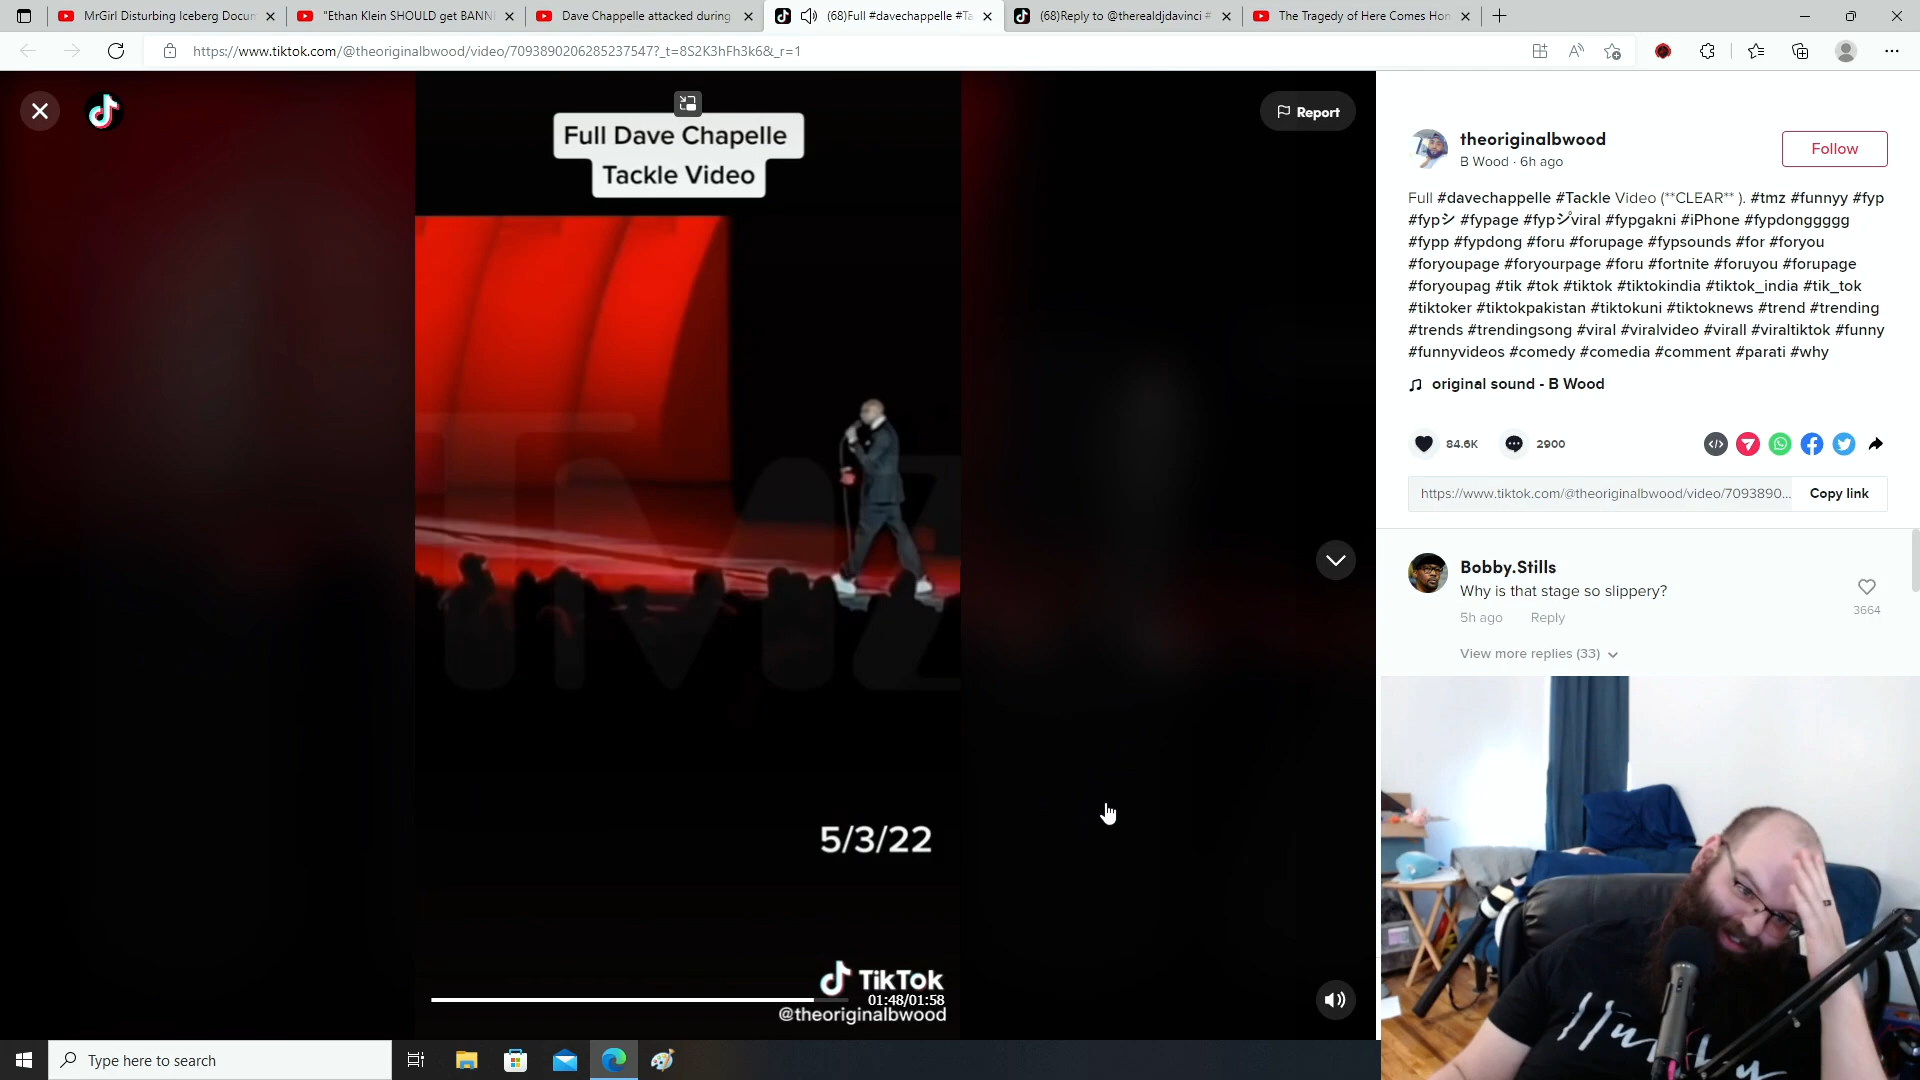 MrGirl Disturbing Iceberg Docum
"Ethan Klein SHOULD get BANN
Dave Chappelle attacked during
(68)Full #davechappelle #Ta
(68)Reply to @therealdjdavinci #
The Tragedy of Here Comes Hon
https://www.tiktok.com/@theoriginalbwood/video/7093890206285237547?_t=8S2K3hFh3k6&_r=1
Full Dave Chapelle
Tackle Video
Report
TMZ
5/3/22
TikTok
01:48/01:58
@theoriginalbwood
theoriginalbwood
B Wood · 6h ago
Follow
Full #davechappelle #Tackle Video (**CLEAR** ). #tmz #funnyy #fyp
#fypシ #fypage #fypシ゚viral #fypgakni #iPhone #fypdonggggg
#fypp #fypdong #foru #forupage #fypsounds #for #foryou
#foryoupage #foryourpage #foru #fortnite #foruyou #forupage
#foryoupag #tik #tok #tiktok #tiktokindia #tiktok_india #tik_tok
#tiktoker #tiktokpakistan #tiktokuni #tiktoknews #trend #trending
#trends #trendingsong #viral #viralvideo #virall #viraltiktok #funny
#funnyvideos #comedy #comedia #comment #parati #why
original sound - B Wood
84.6K
2900
https://www.tiktok.com/@theoriginalbwood/video/7093890...
Copy link
Bobby.Stills
Why is that stage so slippery?
5h ago
Reply
3664
View more replies (33)
Type here to search